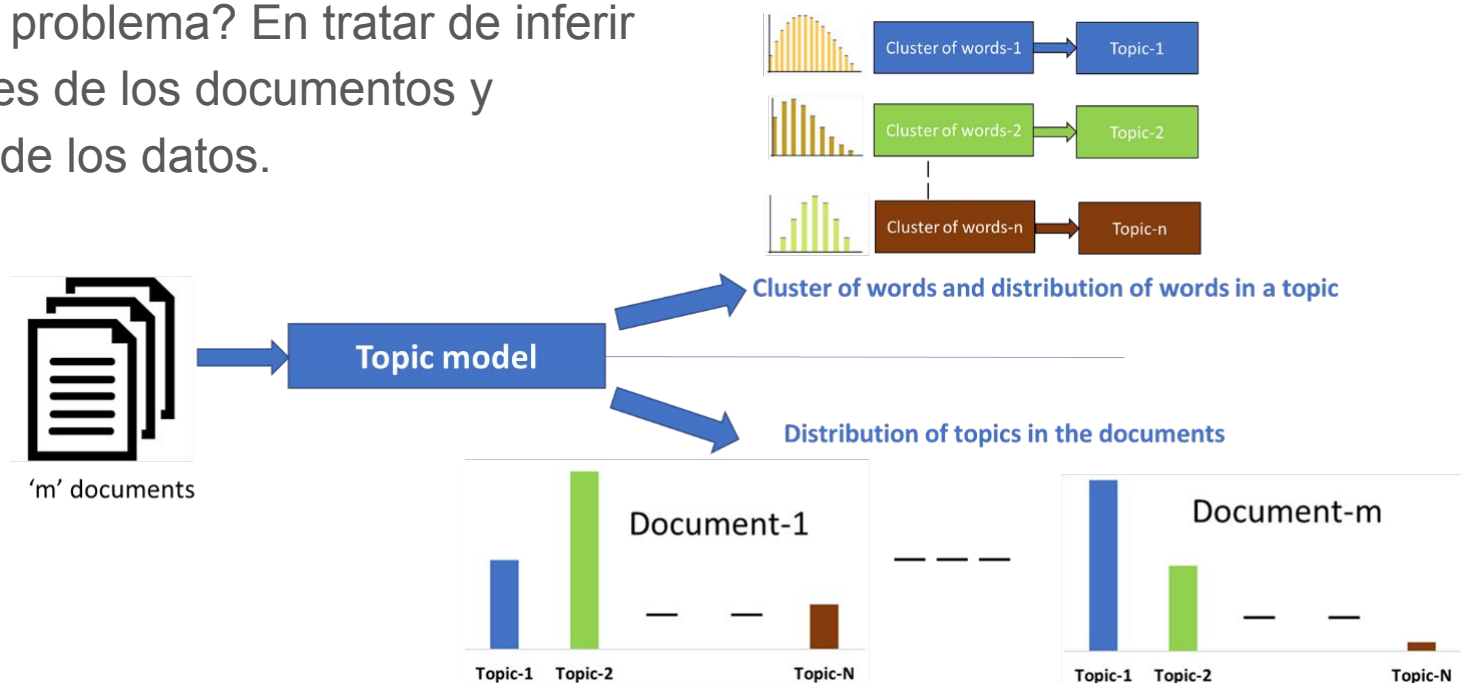 problema? En tratar de inferir
es de los documentos y
de los datos.
Cluster of words-1
Topic-1
Cluster of words-2
Topic-2
Cluster of words-n
Topic-n
Cluster of words and distribution of words in a topic
Topic model
'm' documents
Distribution of topics in the documents
Document-1
Topic-1 Topic-2 Topic-N
Document-m
Topic-1 Topic-2 Topic-N